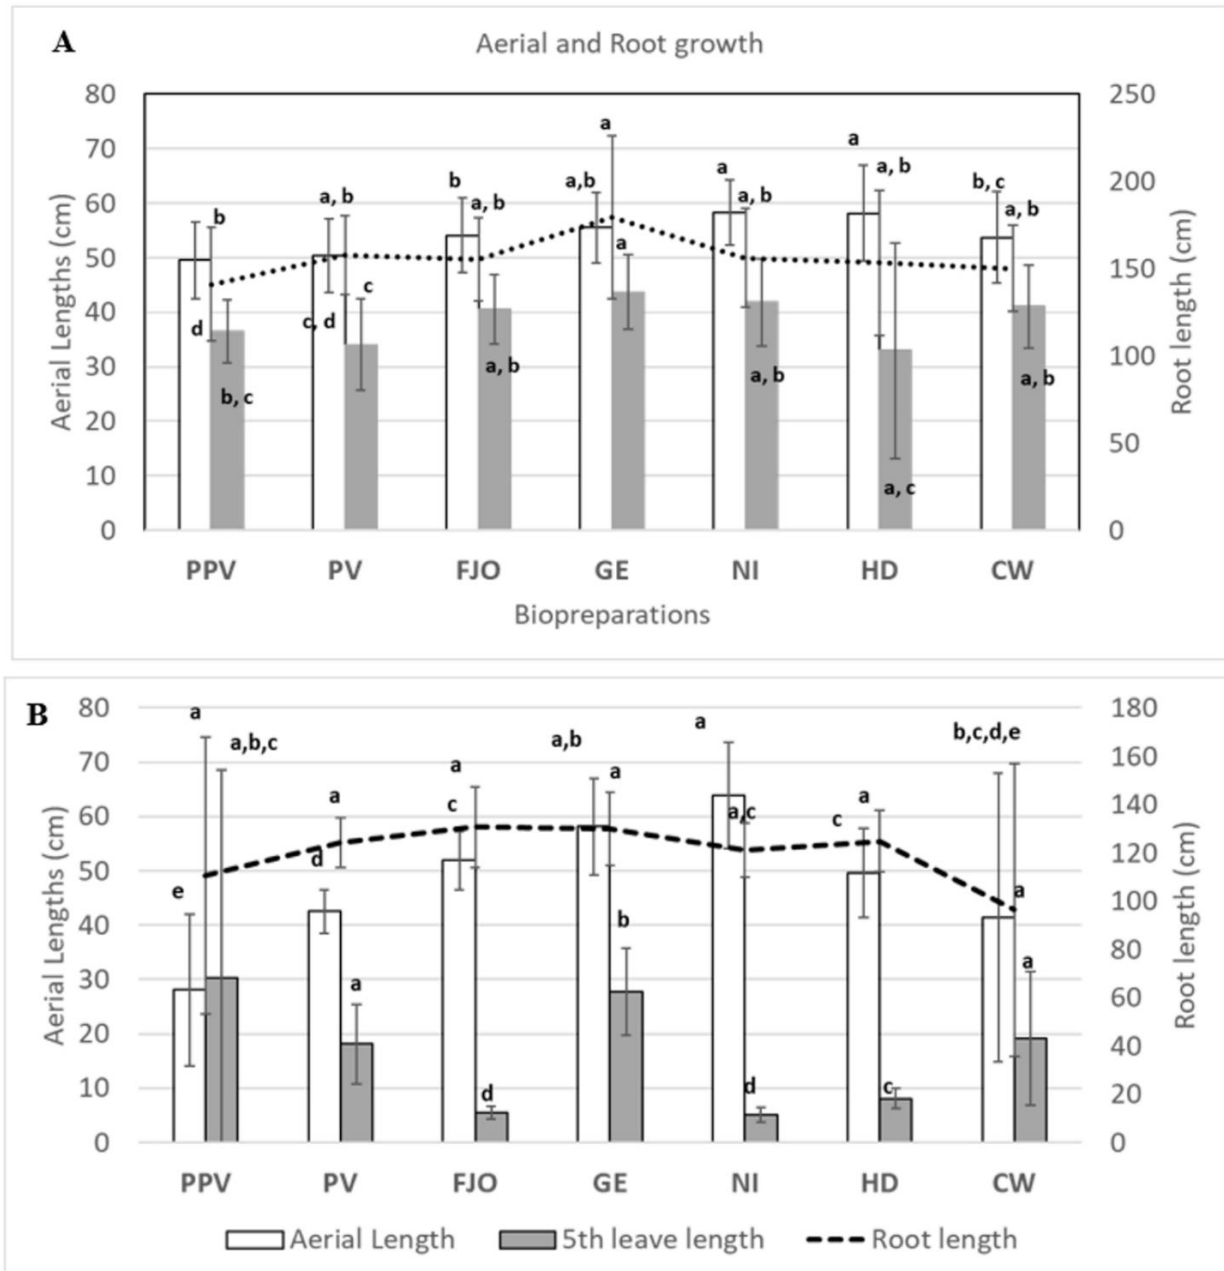 A
Aerial and Root growth
80
70
60
50
40
30
20
10
0
Aerial Lengths (cm)
250
200
150
100
50
0
Root length (cm)
b
d
b, c
a, b
c, d
c
b
a, b
a, b
a
a,b
a
a
a, b
a, b
a
a, b
a, c
b, c
a, b
a, b
PPV PV FJO GE NI HD CW
Biopreparations
B
80
70
60
50
40
30
20
10
0
Aerial Lengths (cm)
180
160
140
120
100
80
60
40
20
0
Root length (cm)
a
a,b,c
e
a
d
a
a
c
d
a,b
a
b
a
a,c
d
a
c
c
b,c,d,e
a
a
PPV PV FJO GE NI HD CW
Aerial Length 5th leave length Root length